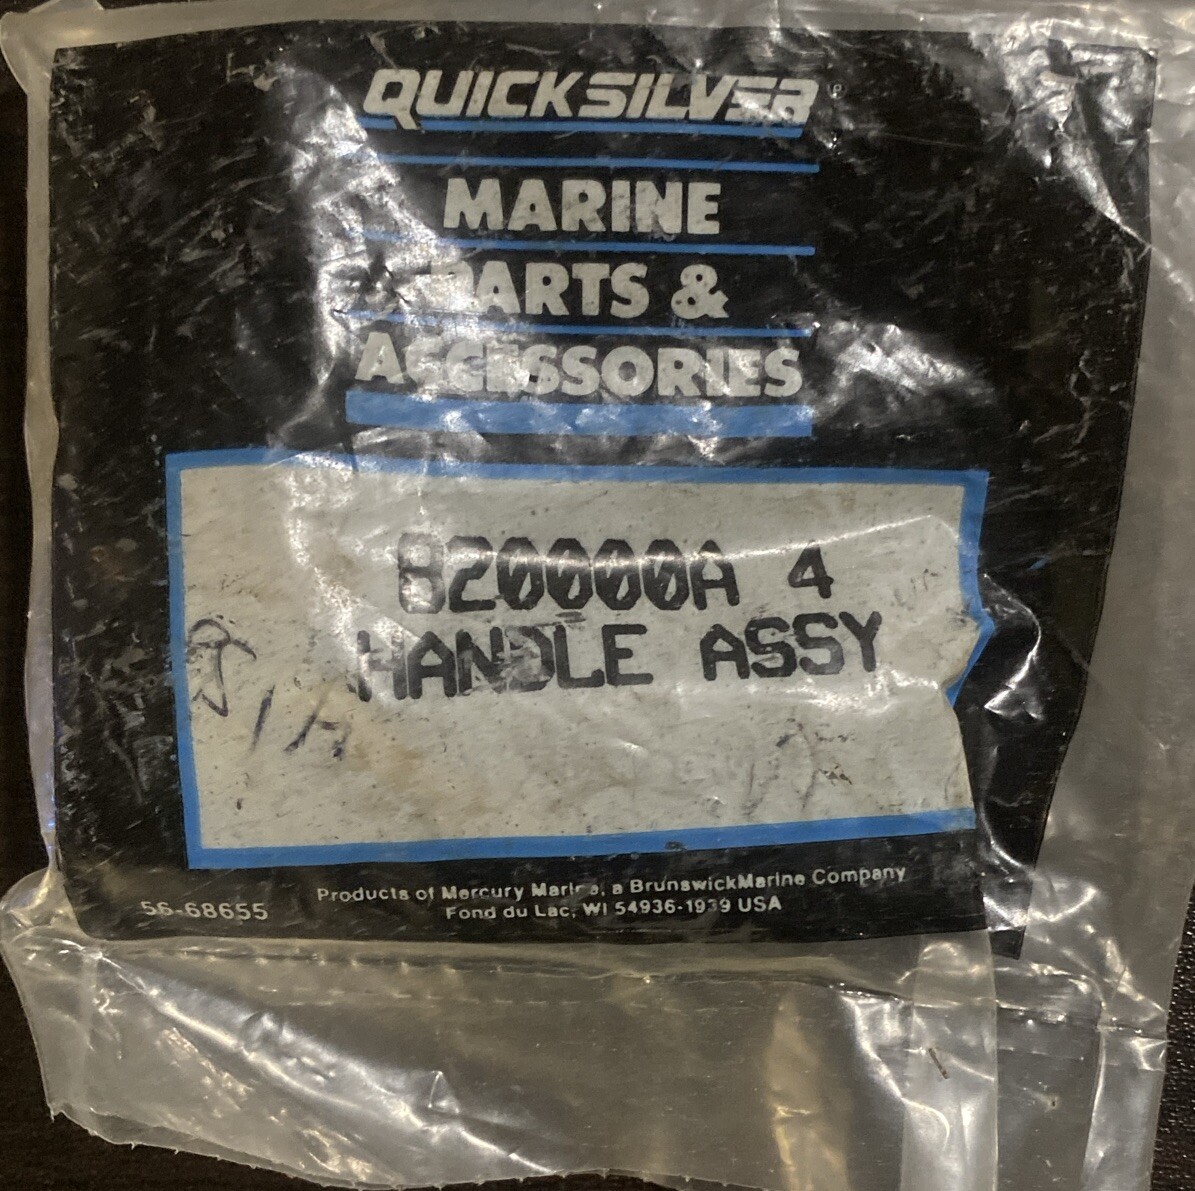 QUICKSILVER®
MARINE
PARTS &
ACCESSORIES
820000A 4
HANDLE ASSY
Products of Mercury Marine, a BrunswickMarine Company
56-68655
Fond du Lac, WI 54936-1939 USA